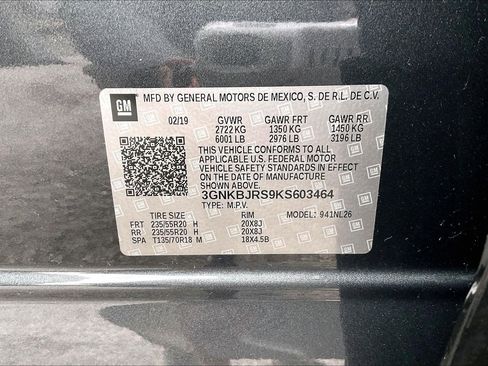 GM MFD BY GENERAL MOTORS DE MEXICO, S. DE R.L. DE C.V.
02/19 GVWR GAWR FRT GAWR RR
2722 KG 1350 KG 1450 KG
6001 LB 2976 LB 3196 LB
THIS VEHICLE CONFORMS TO ALL
APPLICABLE U.S. FEDERAL MOTOR
VEHICLE SAFETY STANDARDS IN EFFECT
ON THE DATE OF MANUFACTURE SHOWN ABOVE.
3GNKBJRS9KS603464
TYPE: M.P.V.
TIRE SIZE RIM MODEL: 941NL26
FRT 235/55R20 H 20X8J
RR 235/55R20 H 20X8J
SPA T135/70R18 M 18X4.5B